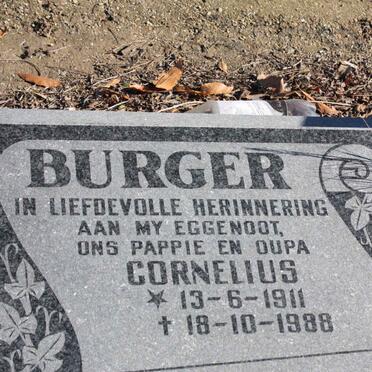 BURGER
IN LIEFDEVOLLE HERINNERING
AAN MY EGGENOOT,
ONS PAPPIE EN OUPA
CORNELIUS
* 13-6-1911
† 18-10-1988